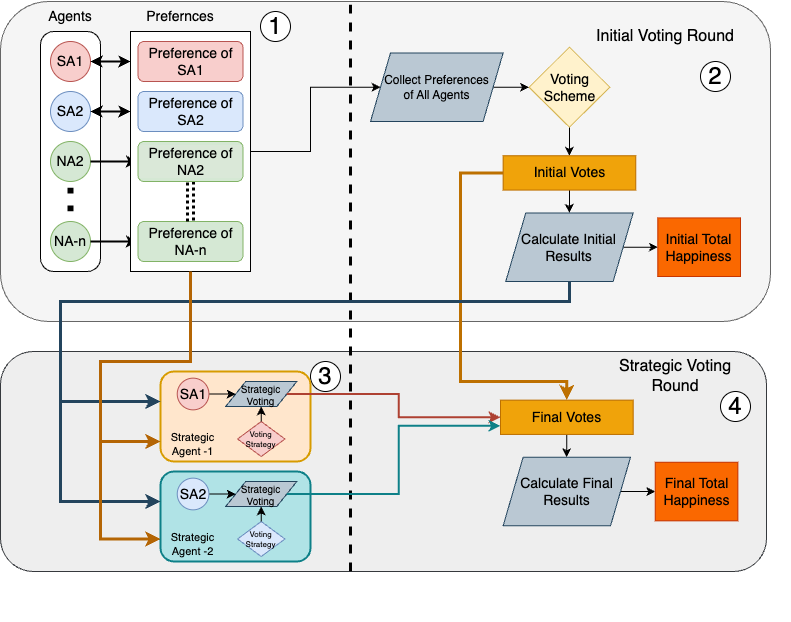 Agents
Prefernces
1
SA1
SA2
NA2
NA-n
Preference of
SA1
Preference of
SA2
Preference of
NA2
Preference of
NA-n
Initial Voting Round
2
Collect Preferences
of All Agents
Voting
Scheme
Initial Votes
Calculate Initial
Results
Initial Total
Happiness
3
SA1
Strategic
Voting
Voting
Strategy
Strategic
Agent -1
SA2
Strategic
Voting
Voting
Strategy
Strategic
Agent -2
Strategic Voting
Round
4
Final Votes
Calculate Final
Results
Final Total
Happiness